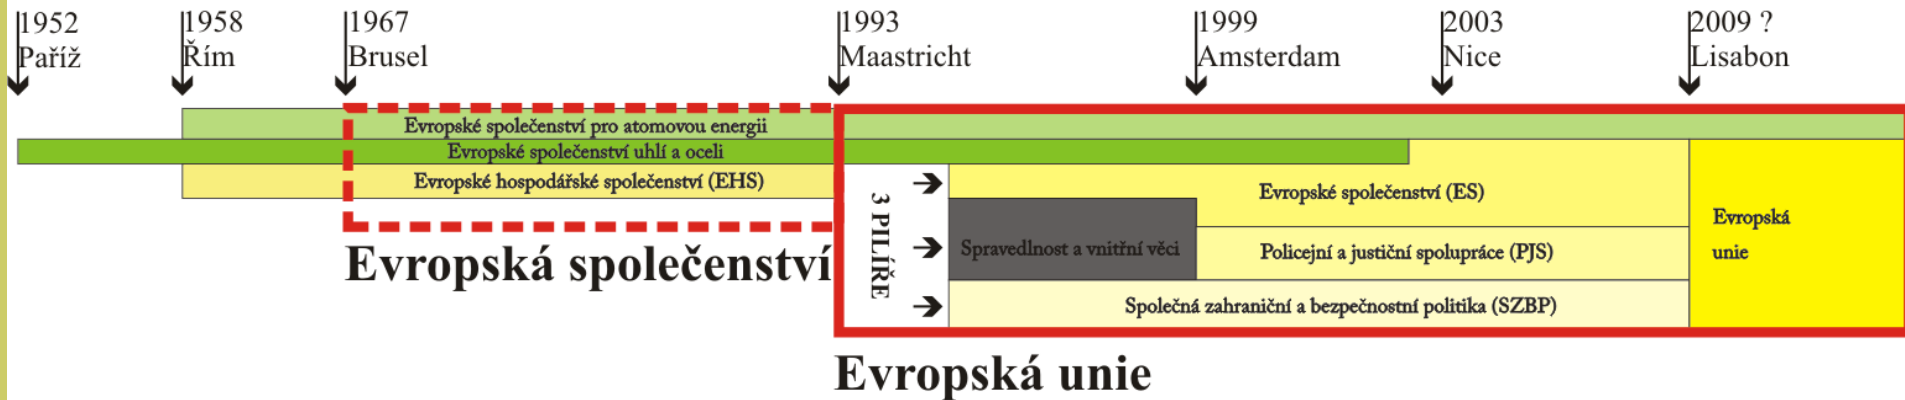 1952
Paříž
1958
Řím
1967
Brusel
1993
Maastricht
1999
Amsterdam
2003
Nice
2009 ?
Lisabon
Evropské společenství pro atomovou energii
Evropské společenství uhlí a oceli
Evropské hospodářské společenství (EHS)
3 PILÍŘE
Evropské společenství (ES)
Spravedlnost a vnitřní věci
Policejní a justiční spolupráce (PJS)
Společná zahraniční a bezpečnostní politika (SZBP)
Evropská
unie
Evropská společenství
Evropská unie